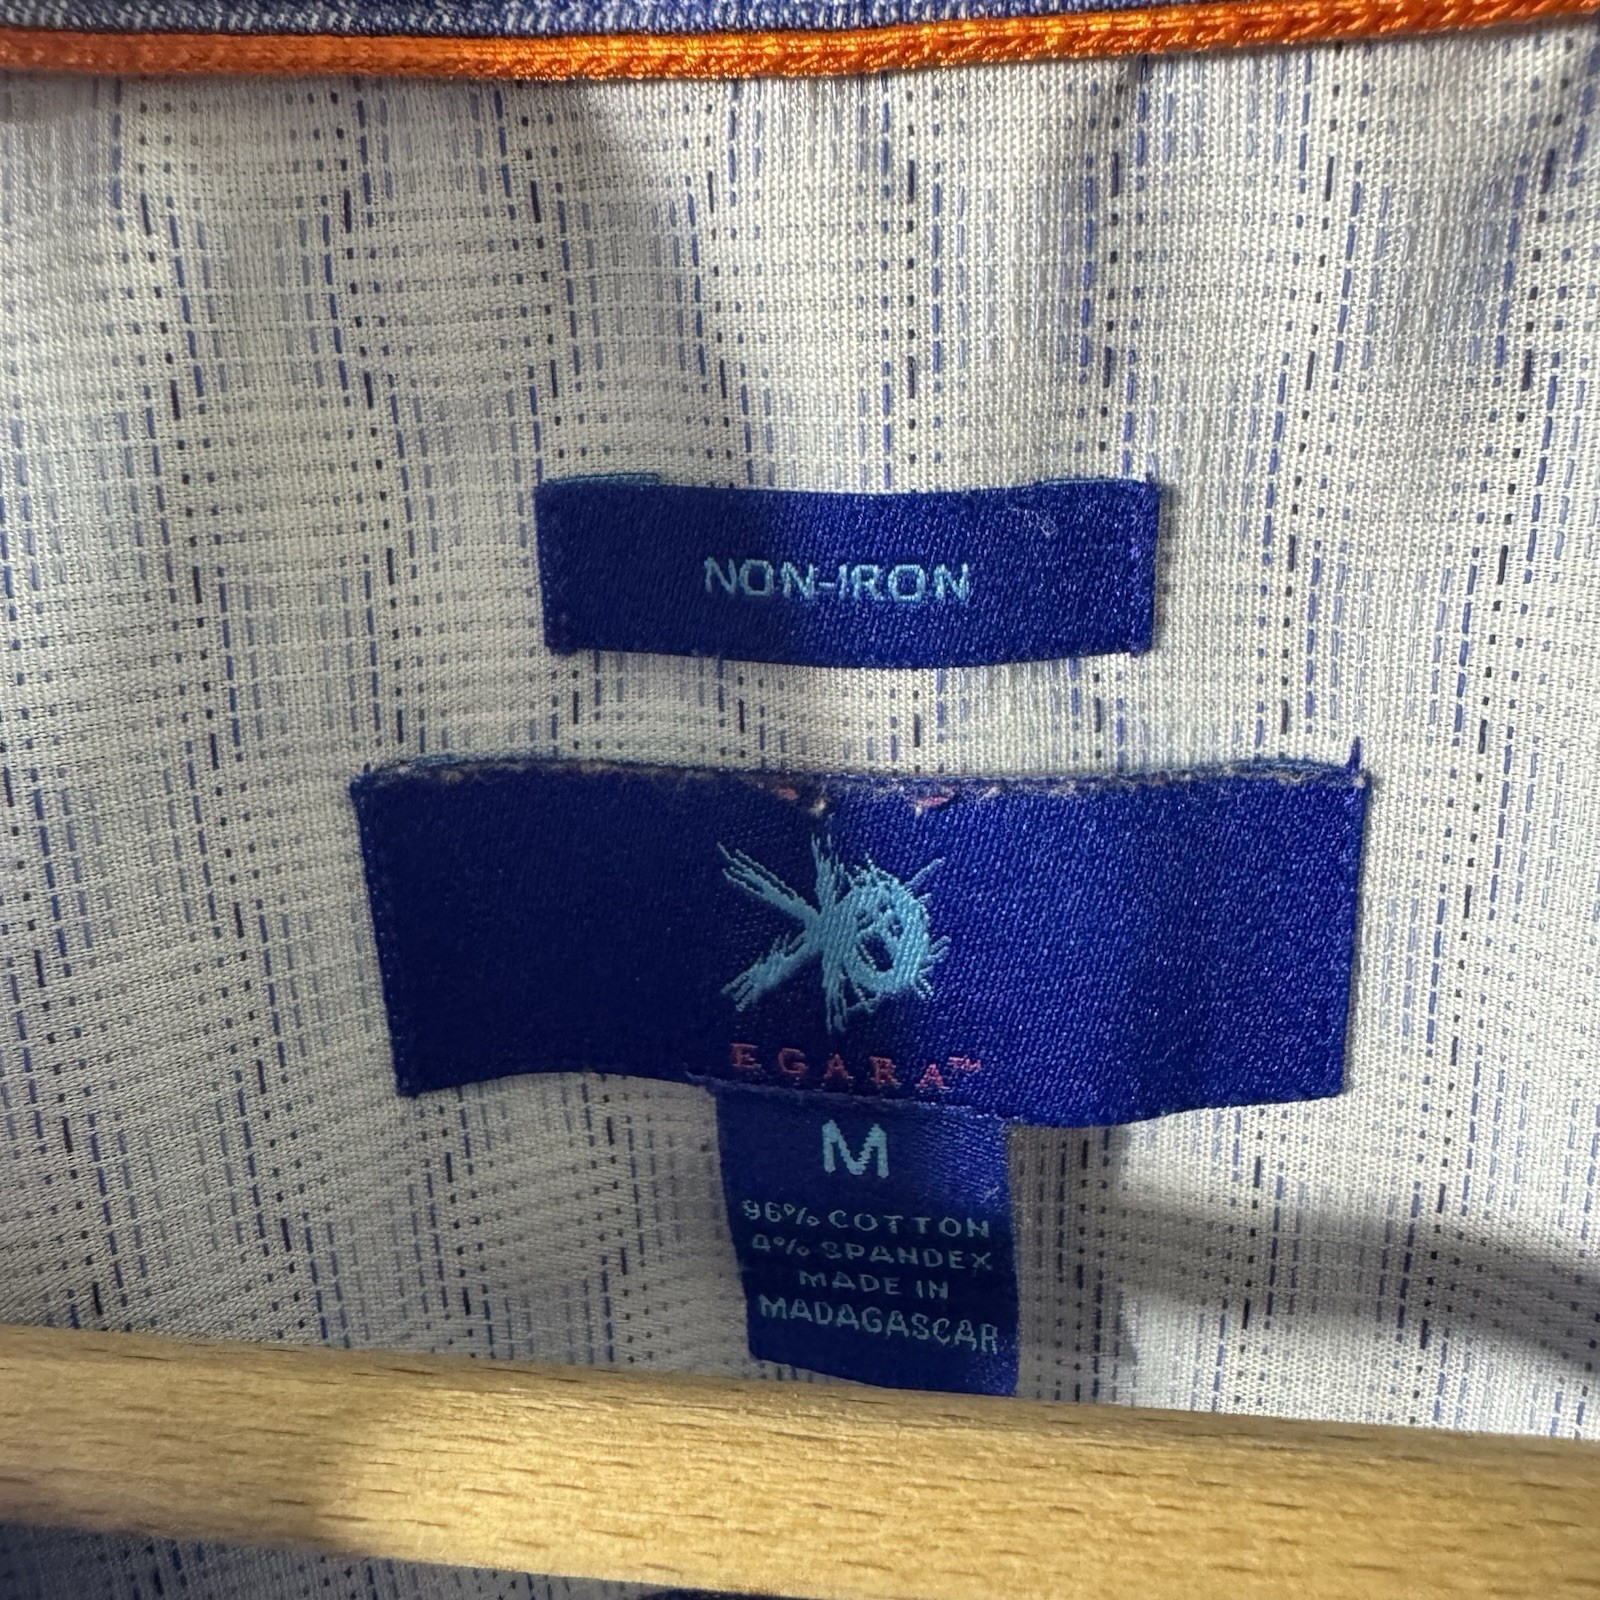 NON-IRON
EGARA™
M
96% COTTON
4% SPANDEX
MADE IN
MADAGASCAR